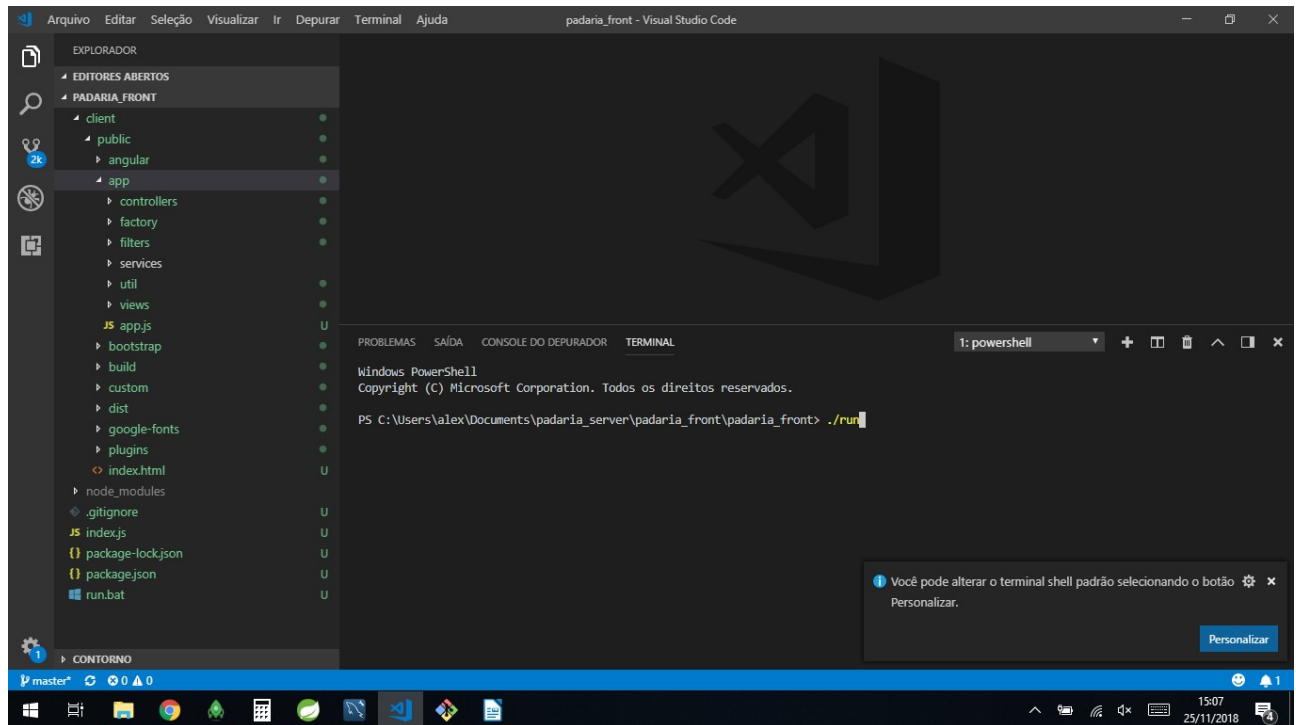 Arquivo Editar Seleção Visualizar Ir Depurar Terminal Ajuda
padaria_front - Visual Studio Code
EXPLORADOR
EDITORES ABERTOS
PADARIA_FRONT
client
public
angular
app
controllers
factory
filters
services
util
views
JS app.js U
bootstrap
build
custom
dist
google-fonts
plugins
<> index.html U
node_modules
.gitignore U
JS index.js U
{} package-lock.json U
{} package.json U
run.bat U
CONTORNO
2k
1
PROBLEMAS SAÍDA CONSOLE DO DEPURADOR TERMINAL
1: powershell
Windows PowerShell
Copyright (C) Microsoft Corporation. Todos os direitos reservados.
PS C:\Users\alex\Documents\padaria_server\padaria_front\padaria_front> ./run
Você pode alterar o terminal shell padrão selecionando o botão
Personalizar.
Personalizar
master* 0 0 1
15:07
25/11/2018
4